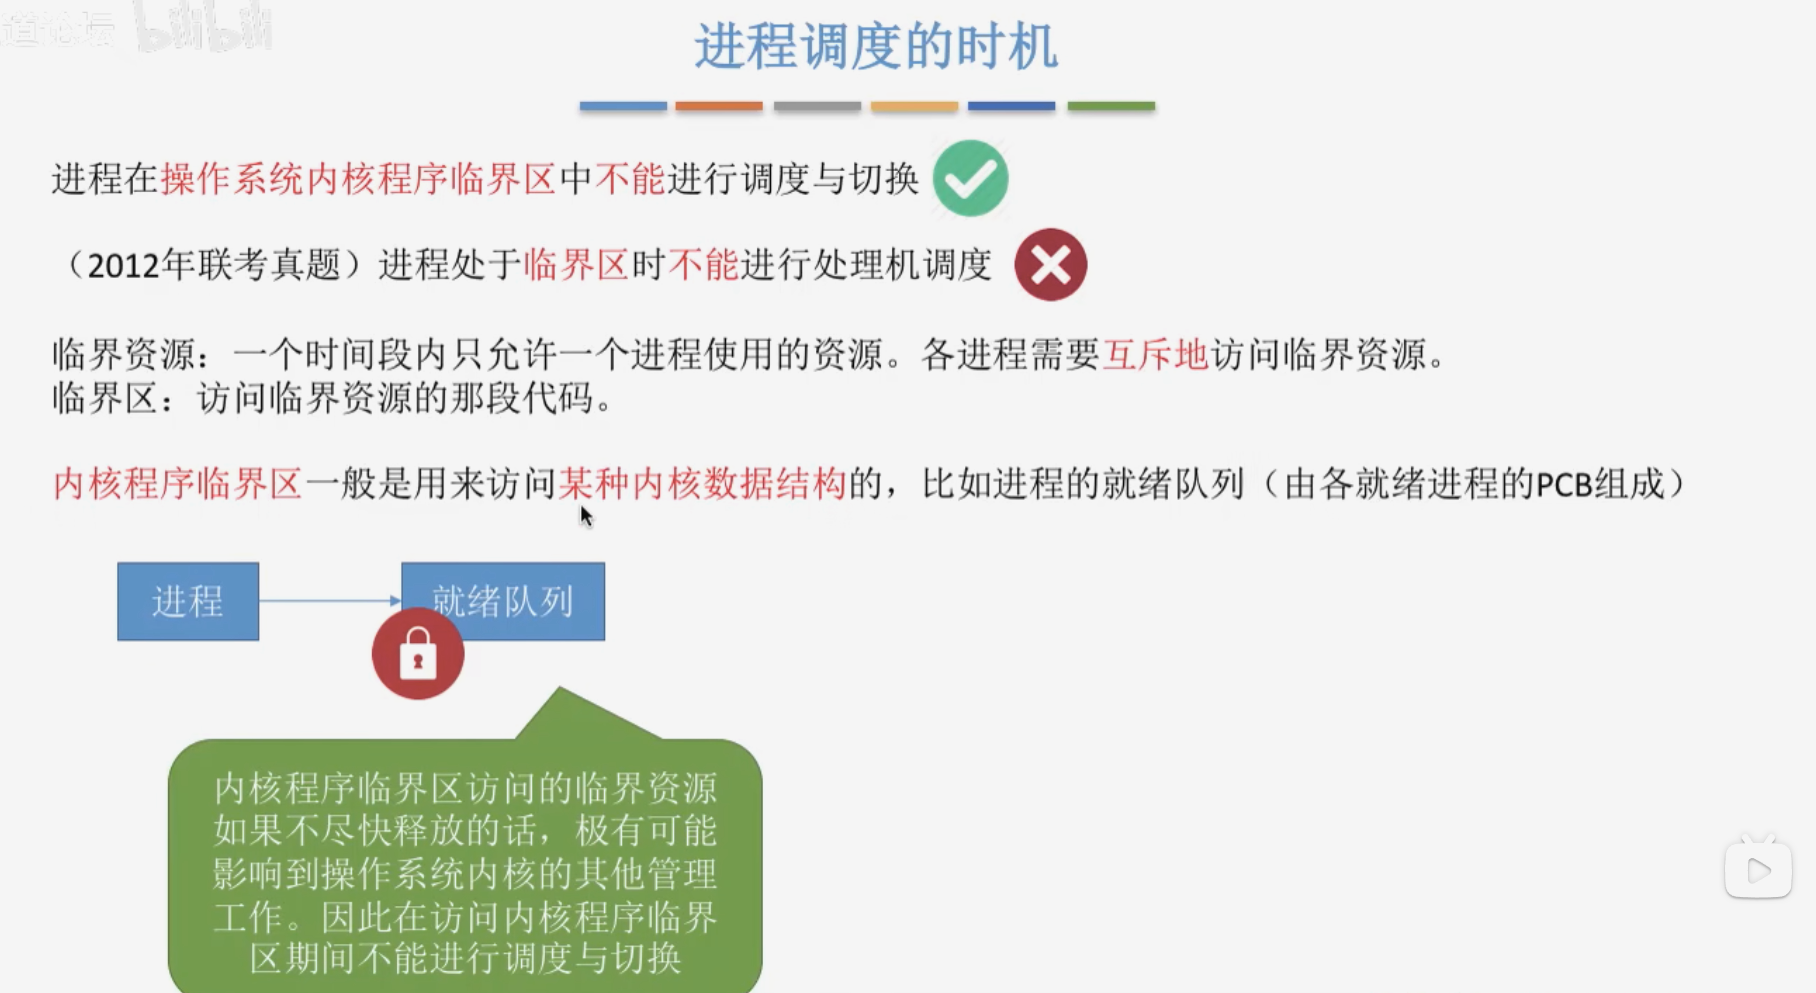 道论坛 bilibili
进程调度的时机
进程在操作系统内核程序临界区中不能进行调度与切换
（2012年联考真题）进程处于临界区时不能进行处理机调度
临界资源：一个时间段内只允许一个进程使用的资源。各进程需要互斥地访问临界资源。
临界区：访问临界资源的那段代码。
内核程序临界区一般是用来访问某种内核数据结构的，比如进程的就绪队列（由各就绪进程的PCB组成）
进程
就绪队列
内核程序临界区访问的临界资源
如果不尽快释放的话，极有可能
影响到操作系统内核的其他管理
工作。因此在访问内核程序临界
区期间不能进行调度与切换